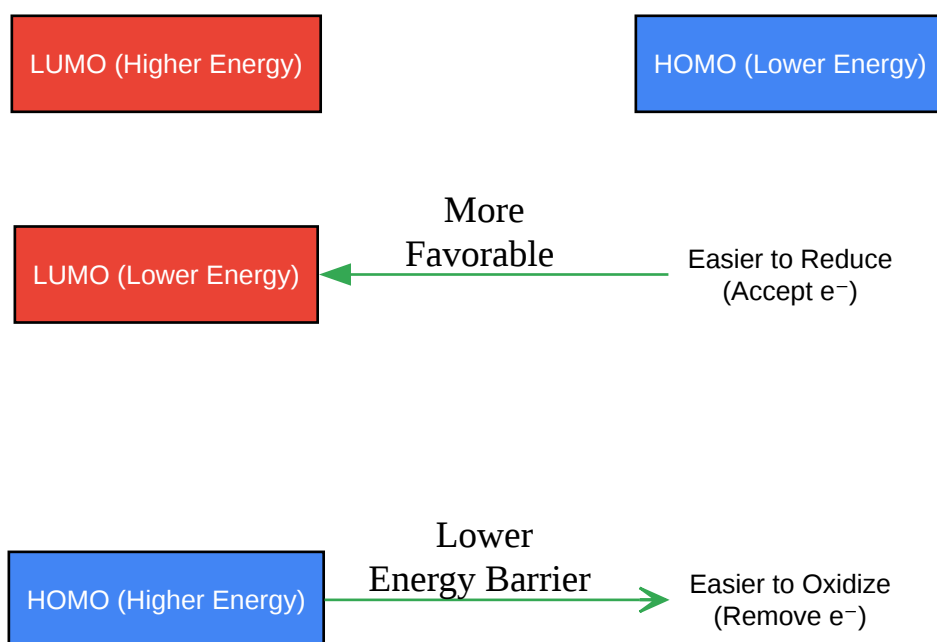 LUMO (Higher Energy)
HOMO (Lower Energy)
More
Favorable
LUMO (Lower Energy)
Easier to Reduce
(Accept e⁻)
Lower
Energy Barrier
HOMO (Higher Energy)
Easier to Oxidize
(Remove e⁻)